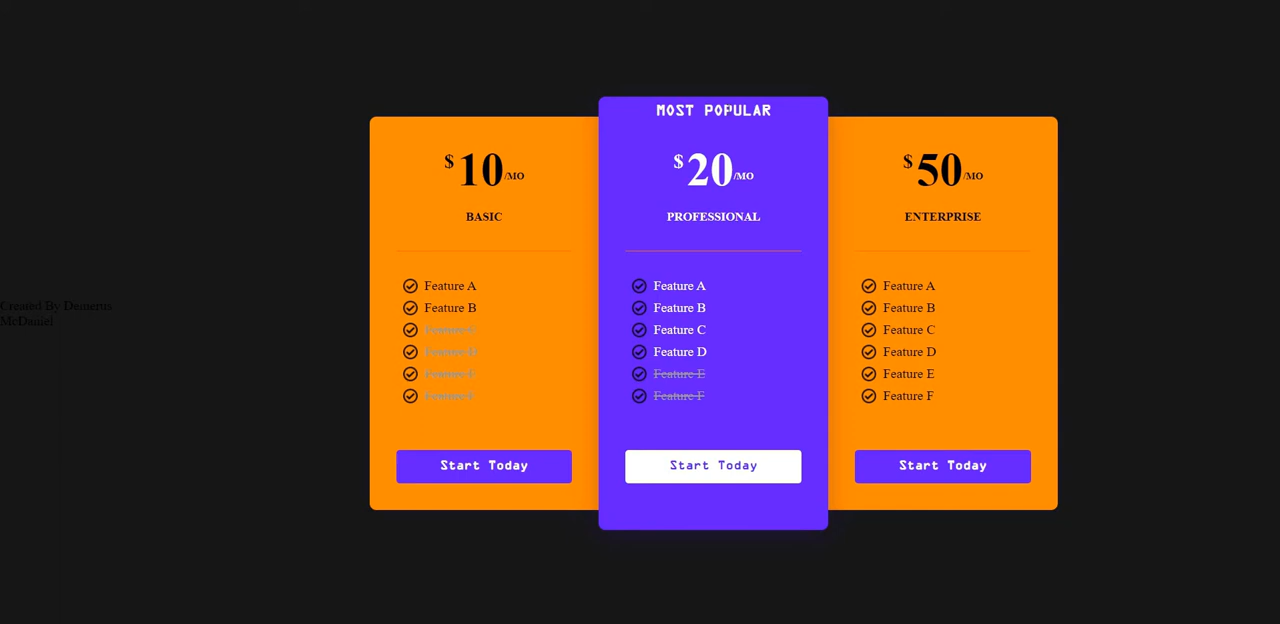 MOST POPULAR
$10/MO
BASIC
Feature A
Feature B
Feature C
Feature D
Feature E
Feature F
Start Today
$20/MO
PROFESSIONAL
Feature A
Feature B
Feature C
Feature D
Feature E
Feature F
Start Today
$50/MO
ENTERPRISE
Feature A
Feature B
Feature C
Feature D
Feature E
Feature F
Start Today
Created By Demetris
McDaniel